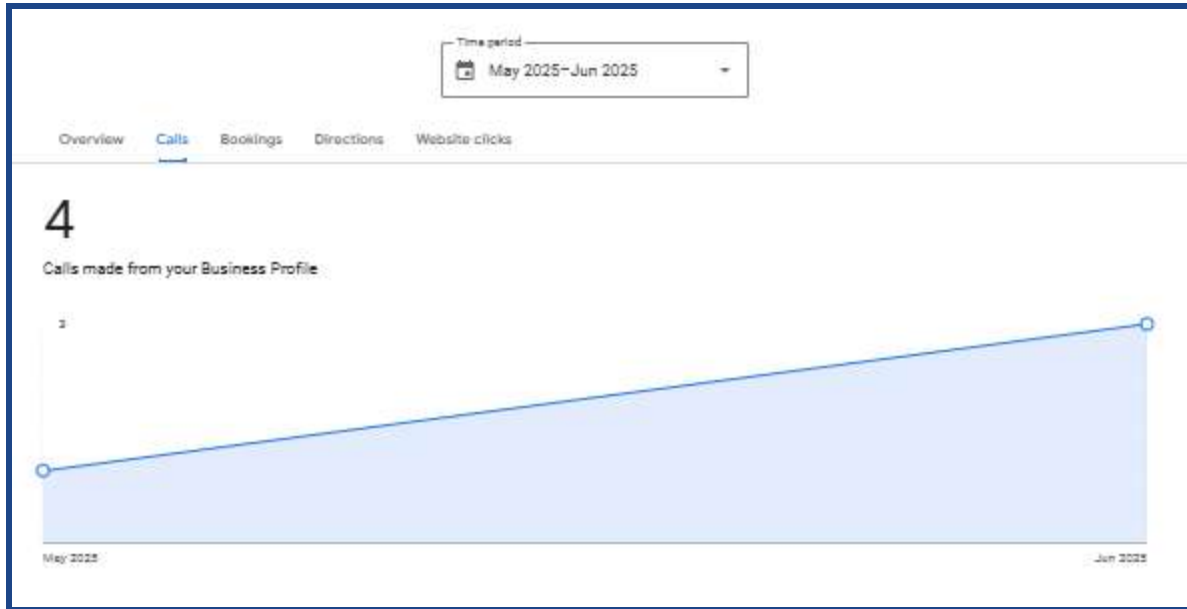 Time period
May 2025–Jun 2025
Overview Calls Bookings Directions Website clicks
4
Calls made from your Business Profile
3
May 2025 Jun 2025